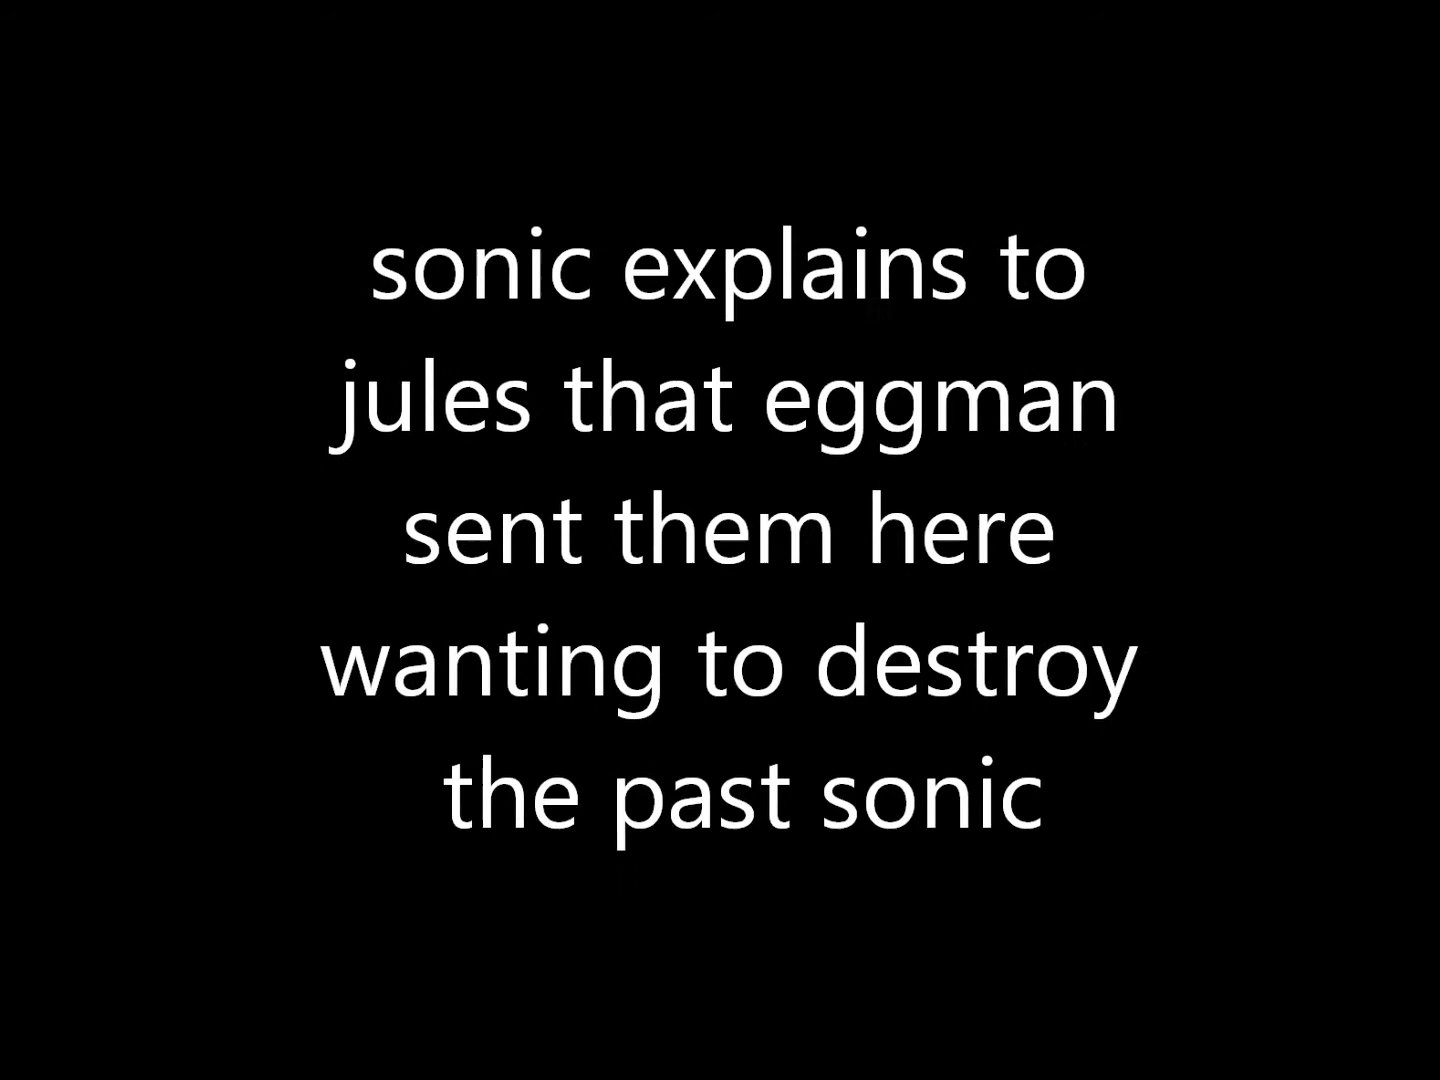 sonic explains to
jules that eggman
sent them here
wanting to destroy
the past sonic